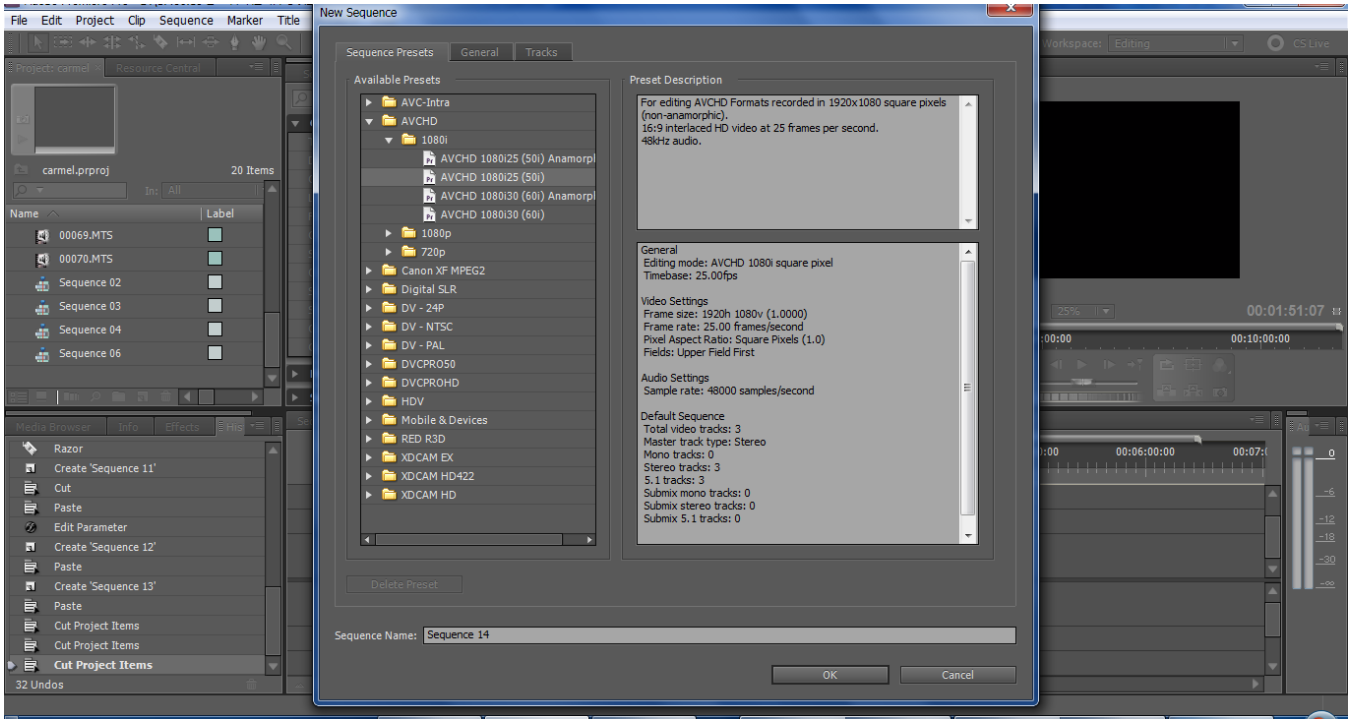 New Sequence
File Edit Project Clip Sequence Marker Title
Workspace: Editing
CS Live
Project: carmel
Resource Central
carmel.prproj
20 Items
In: All
Name
Label
00069.MTS
00070.MTS
Sequence 02
Sequence 03
Sequence 04
Sequence 06
Media Browser
Info
Effects
His
Razor
Create 'Sequence 11'
Cut
Paste
Edit Parameter
Create 'Sequence 12'
Paste
Create 'Sequence 13'
Paste
Cut Project Items
Cut Project Items
Cut Project Items
32 Undos
Sequence Presets
General
Tracks
Available Presets
AVC-Intra
AVCHD
1080i
AVCHD 1080i25 (50i) Anamorpl
AVCHD 1080i25 (50i)
AVCHD 1080i30 (60i) Anamorpl
AVCHD 1080i30 (60i)
1080p
720p
Canon XF MPEG2
Digital SLR
DV - 24P
DV - NTSC
DV - PAL
DVCPRO50
DVCPROHD
HDV
Mobile & Devices
RED R3D
XDCAM EX
XDCAM HD422
XDCAM HD
Delete Preset
Preset Description
For editing AVCHD Formats recorded in 1920x1080 square pixels
(non-anamorphic).
16:9 interlaced HD video at 25 frames per second.
48kHz audio.
General
Editing mode: AVCHD 1080i square pixel
Timebase: 25.00fps
Video Settings
Frame size: 1920h 1080v (1.0000)
Frame rate: 25.00 frames/second
Pixel Aspect Ratio: Square Pixels (1.0)
Fields: Upper Field First
Audio Settings
Sample rate: 48000 samples/second
Default Sequence
Total video tracks: 3
Master track type: Stereo
Mono tracks: 0
Stereo tracks: 3
5.1 tracks: 3
Submix mono tracks: 0
Submix stereo tracks: 0
Submix 5.1 tracks: 0
Sequence Name: Sequence 14
OK
Cancel
25%
00:01:51:07
:00:00
00:10:00:00
00:06:00:00
00:07:
0
-6
-12
-18
-30
-∞